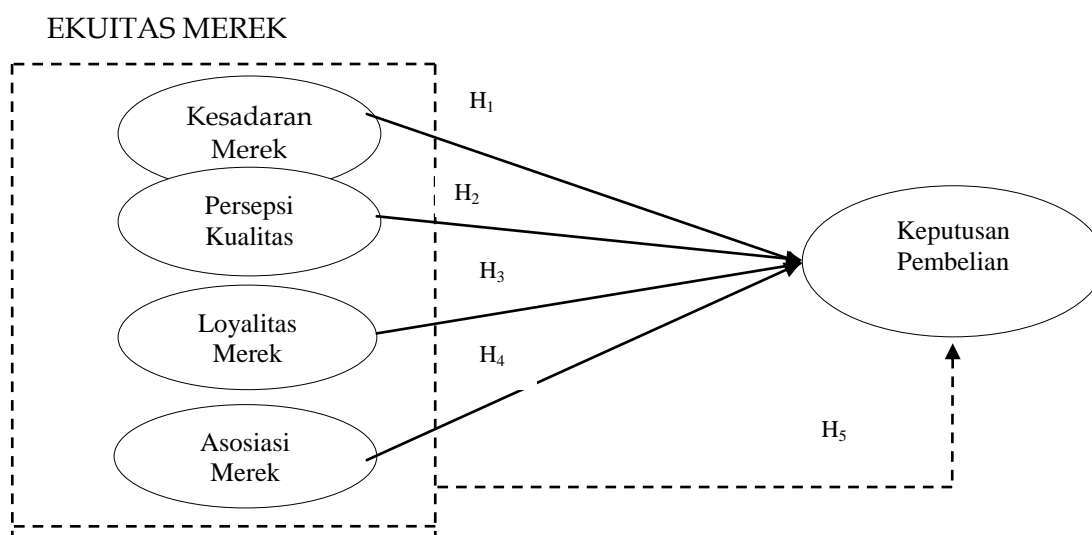 EKUITAS MEREK
Kesadaran
Merek
H₁
Persepsi
Kualitas
H₂
Loyalitas
Merek
H₃
Asosiasi
Merek
H₄
Keputusan
Pembelian
H₅